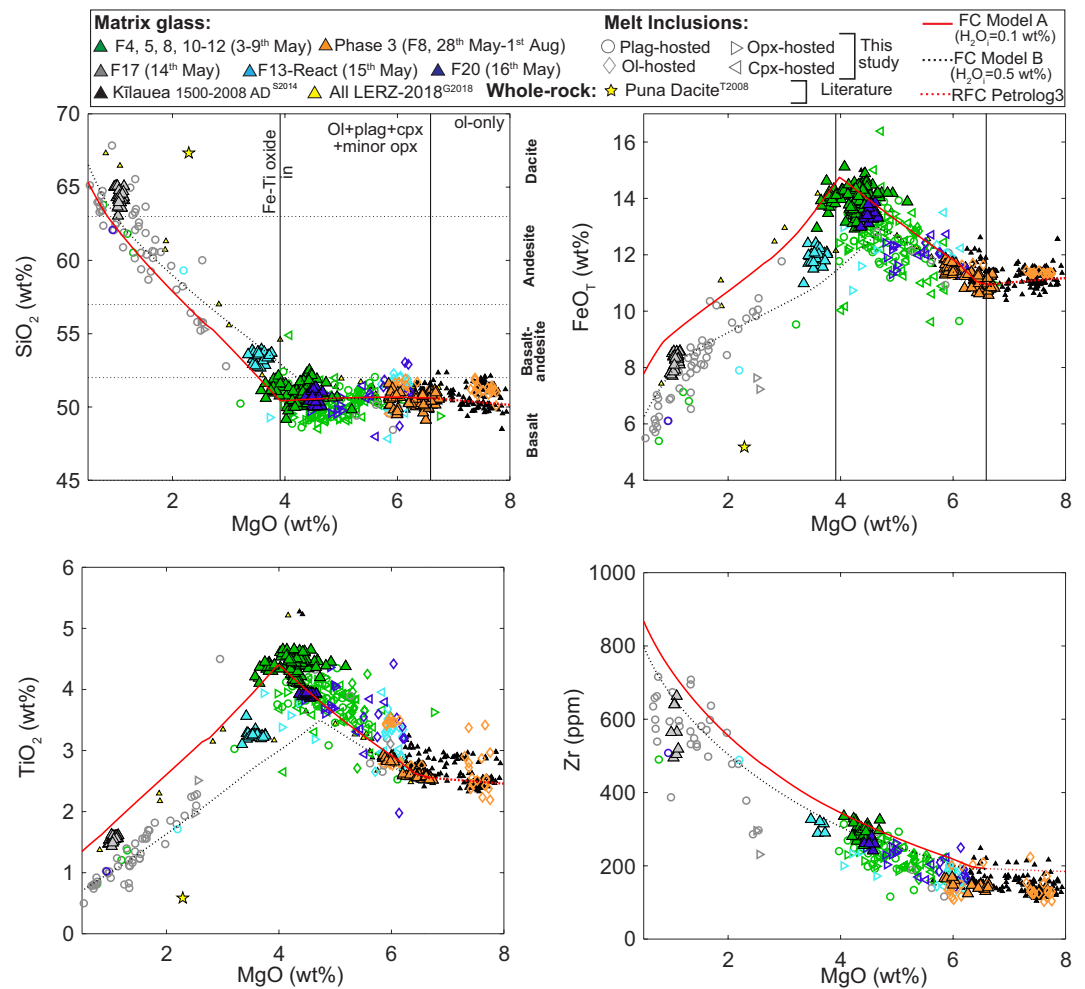 Matrix glass:
F4, 5, 8, 10-12 (3-9th May)
Phase 3 (F8, 28th May-1st Aug)
F17 (14th May)
F13-React (15th May)
F20 (16th May)
Kīlauea 1500-2008 AD S2014
All LERZ-2018 G2018
Whole-rock:
Puna Dacite T2008
Literature
Melt Inclusions:
Plag-hosted
Opx-hosted
Ol-hosted
Cpx-hosted
This
study
FC Model A
(H2Oi=0.1 wt%)
FC Model B
(H2Oi=0.5 wt%)
RFC Petrolog3
70
65
60
55
50
45
SiO2 (wt%)
2
4
6
8
MgO (wt%)
Fe-Ti oxide
in
Ol+plag+cpx
+minor opx
ol-only
Dacite
Andesite
Basalt-
andesite
Basalt
16
14
12
10
8
6
4
FeOT (wt%)
2
4
6
8
MgO (wt%)
6
5
4
3
2
1
0
TiO2 (wt%)
2
4
6
8
MgO (wt%)
1000
800
600
400
200
0
Zr (ppm)
2
4
6
8
MgO (wt%)